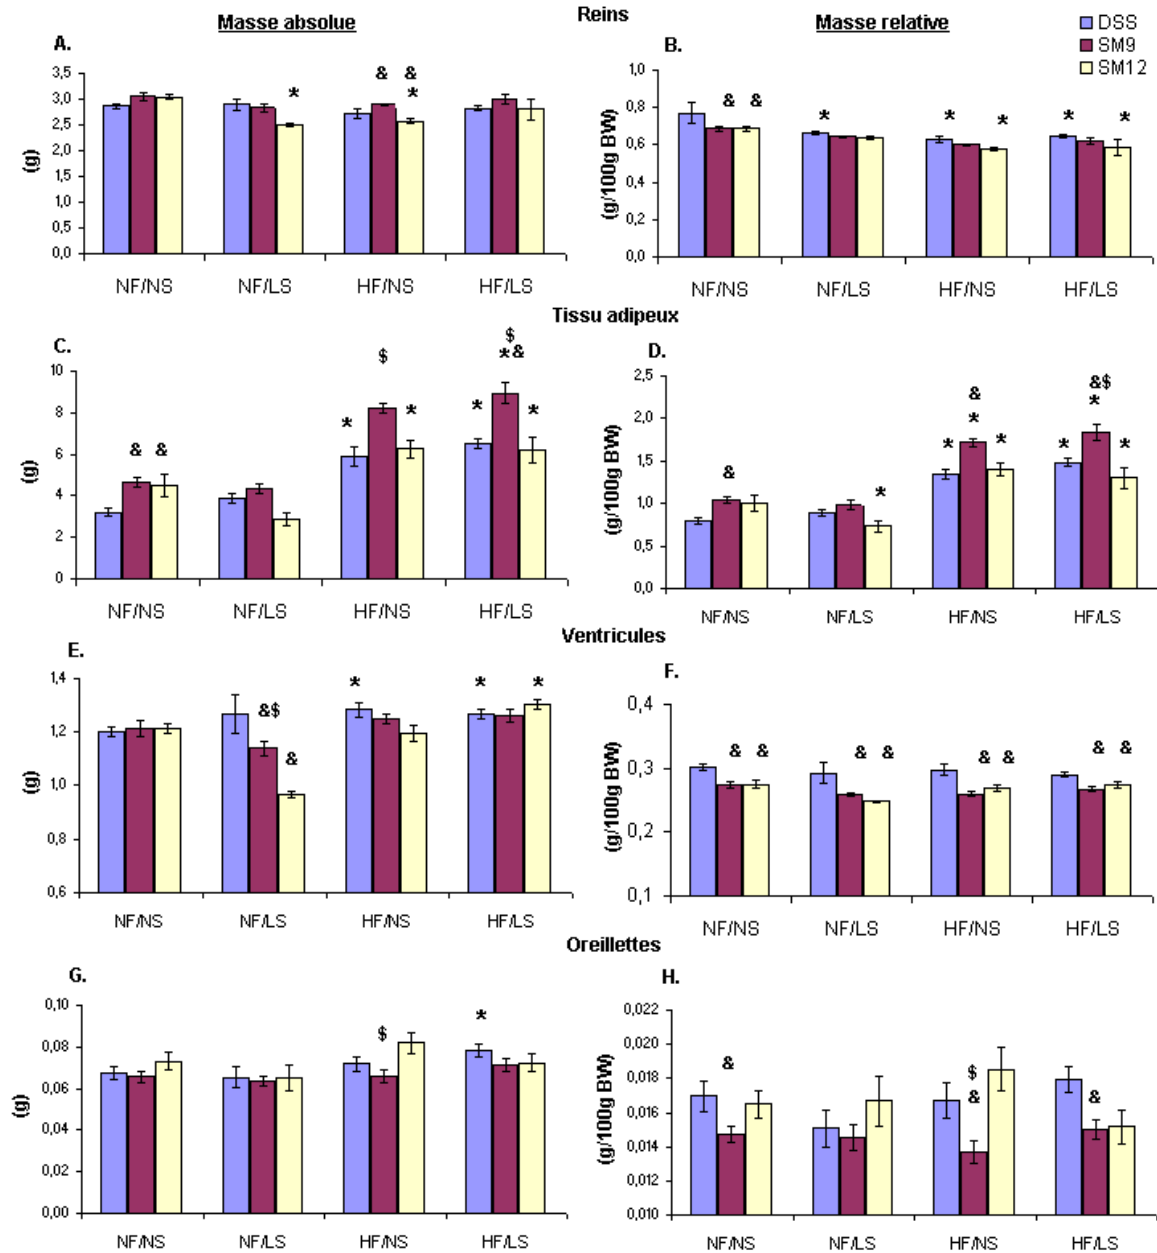 Reins
Masse absolue
Masse relative
DSS
SM9
SM12
A.
3,5
3,0
2,5
2,0
1,5
1,0
0,5
0,0
(g)
& &
* *
NF/NS NF/LS HF/NS HF/LS
B.
1,0
0,8
0,6
0,4
0,2
0,0
(g/100g BW)
& & * * * * *
NF/NS NF/LS HF/NS HF/LS
Tissu adipeux
C.
10
8
6
4
2
0
(g)
$
$ *&
* * * *
& &
NF/NS NF/LS HF/NS HF/LS
D.
2,5
2,0
1,5
1,0
0,5
0,0
(g/100g BW)
& &$
* *
* * * *
& *
NF/NS NF/LS HF/NS HF/LS
Ventricules
E.
1,4
1,2
1,0
0,8
0,6
(g)
* * *
&$
&
NF/NS NF/LS HF/NS HF/LS
F.
0,4
0,3
0,2
0,1
(g/100g BW)
& & & & & & & &
NF/NS NF/LS HF/NS HF/LS
Oreillettes
G.
0,10
0,08
0,06
0,04
0,02
0,00
(g)
$ *
NF/NS NF/LS HF/NS HF/LS
H.
0,022
0,020
0,018
0,016
0,014
0,012
0,010
(g/100g BW)
& $
& &
NF/NS NF/LS HF/NS HF/LS